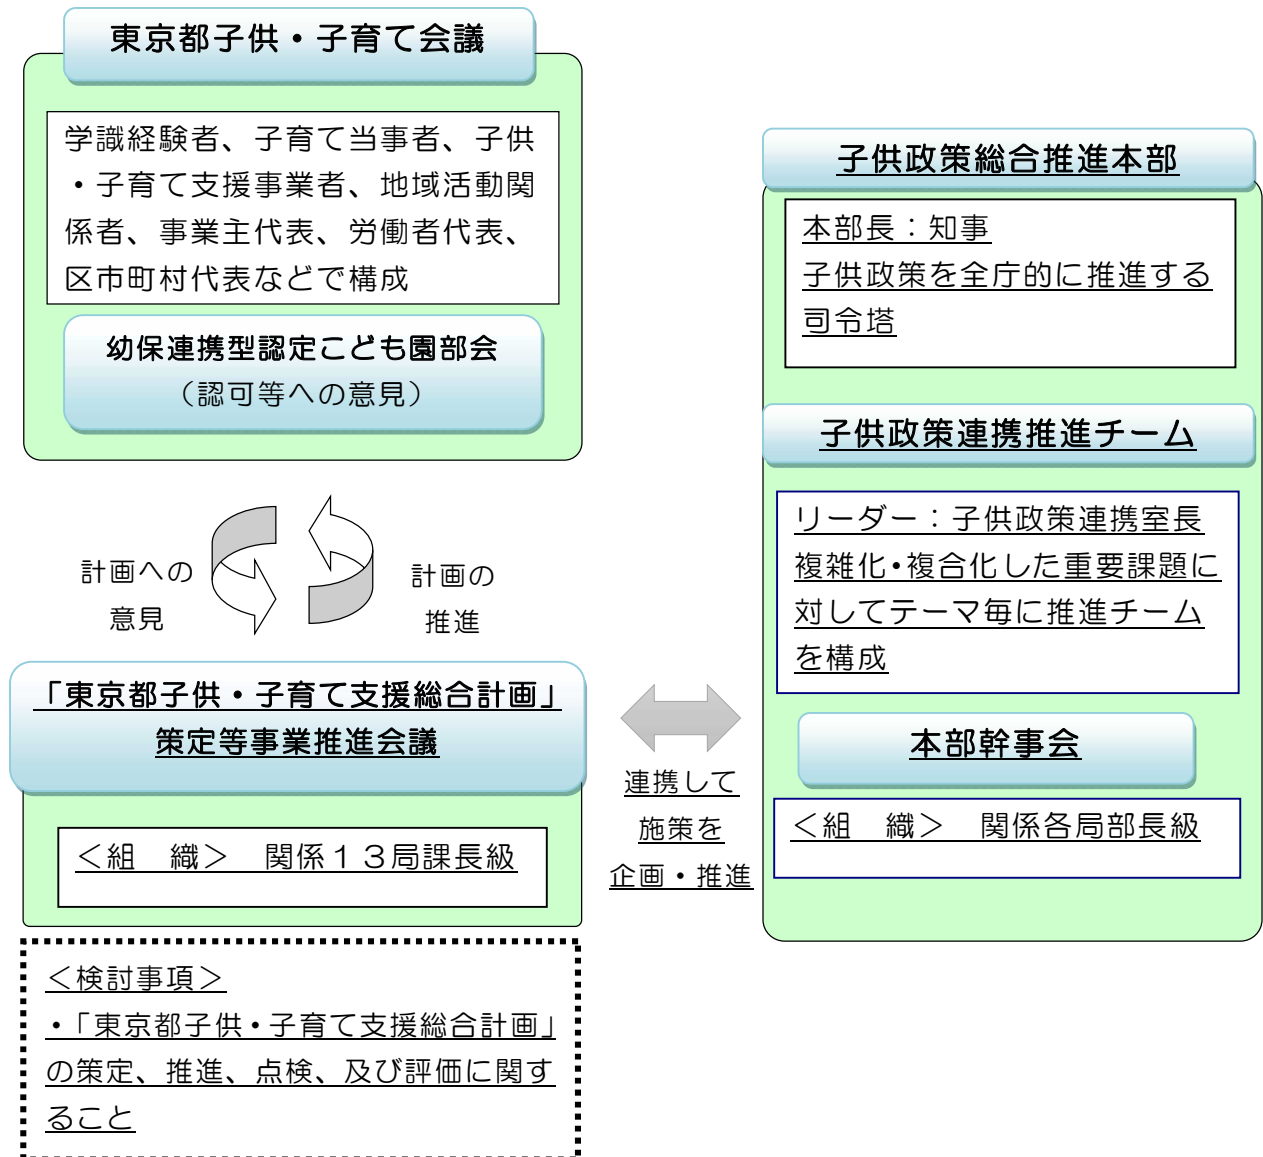 東京都子供・子育て会議
学識経験者、子育て当事者、子供
・子育て支援事業者、地域活動関
係者、事業主代表、労働者代表、
区市町村代表などで構成
幼保連携型認定こども園部会
（認可等への意見）
計画への
意見
計画の
推進
「東京都子供・子育て支援総合計画」
策定等事業推進会議
＜組　織＞　関係１３局課長級
＜検討事項＞
・「東京都子供・子育て支援総合計画」
の策定、推進、点検、及び評価に関す
ること
連携して
施策を
企画・推進
子供政策総合推進本部
本部長：知事
子供政策を全庁的に推進する
司令塔
子供政策連携推進チーム
リーダー：子供政策連携室長
複雑化・複合化した重要課題に
対してテーマ毎に推進チーム
を構成
本部幹事会
＜組　織＞　関係各局部長級